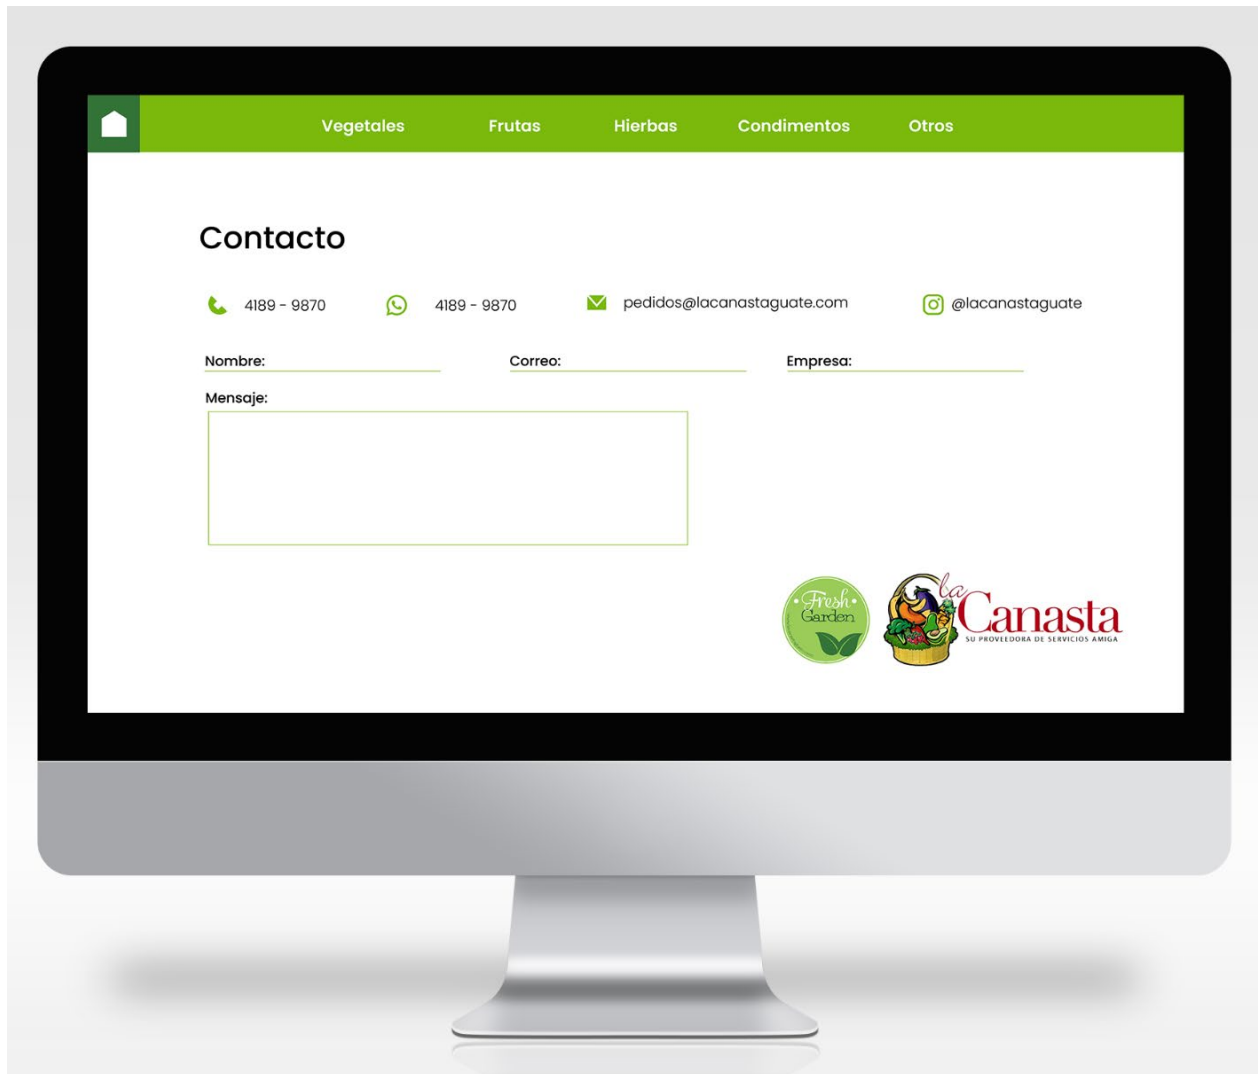 Vegetales Frutas Hierbas Condimentos Otros
Contacto
4189 - 9870 4189 - 9870 pedidos@lacanastaguate.com @lacanastaguate
Nombre: Correo: Empresa:
Mensaje:
• Fresh •
Garden
la
Canasta
SU PROVEEDORA DE SERVICIOS AMIGA